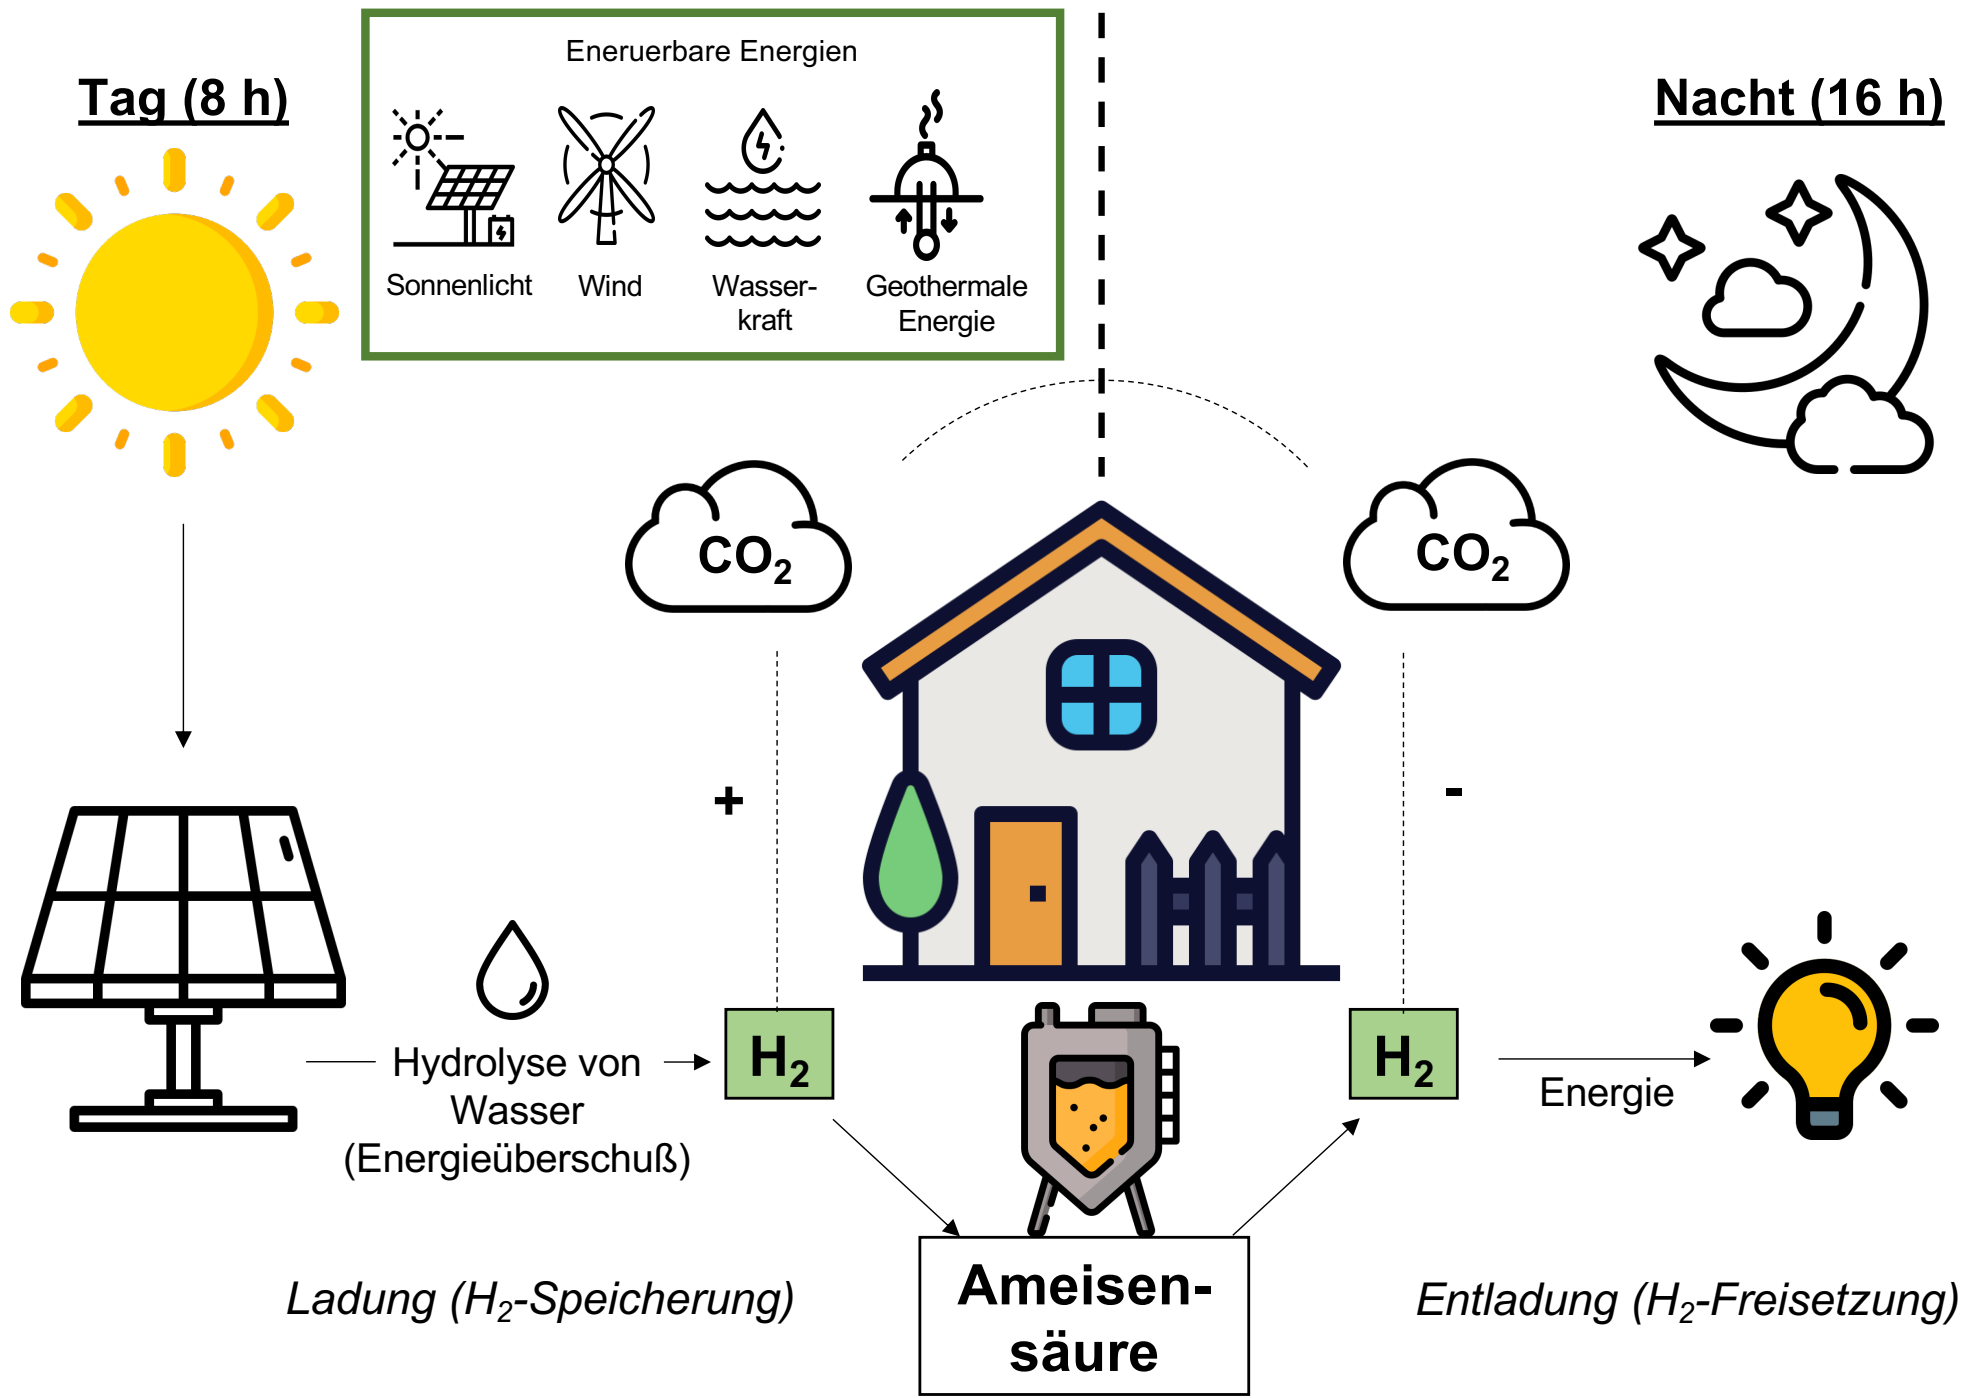 Eneruerbare Energien
Tag (8 h)
Nacht (16 h)
Sonnenlicht
Wind
Wasser-
kraft
Geothermale
Energie
CO₂
CO₂
+
-
H₂
H₂
Hydrolyse von
Wasser
(Energieüberschuß)
Energie
Ameisen-
säure
Ladung (H₂-Speicherung)
Entladung (H₂-Freisetzung)